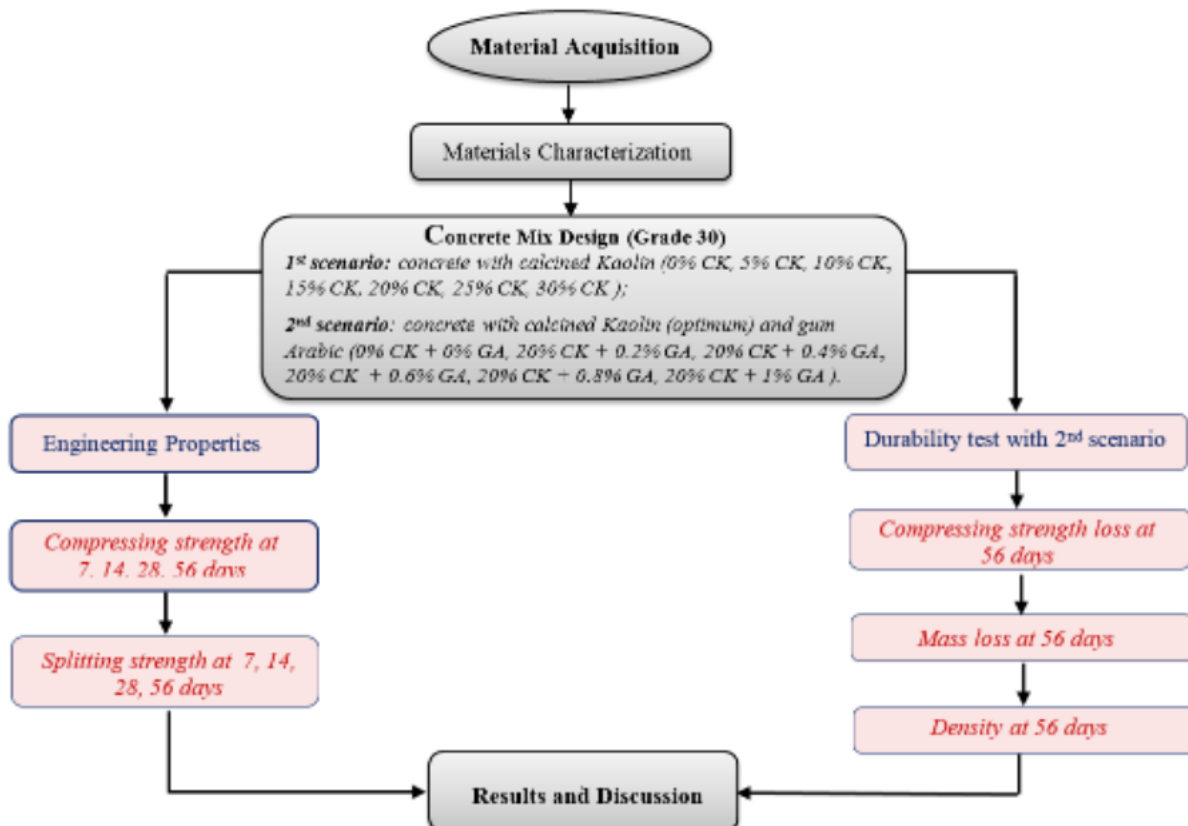 Material Acquisition
Materials Characterization
Concrete Mix Design (Grade 30)
1st scenario: concrete with calcined Kaolin (0% CK, 5% CK, 10% CK,
15% CK, 20% CK, 25% CK, 30% CK );
2nd scenario: concrete with calcined Kaolin (optimum) and gum
Arabic (0% CK + 0% GA, 20% CK + 0.2% GA, 20% CK + 0.4% GA,
20% CK + 0.6% GA, 20% CK + 0.8% GA, 20% CK + 1% GA ).
Engineering Properties
Compressing strength at
7, 14, 28, 56 days
Splitting strength at 7, 14,
28, 56 days
Durability test with 2nd scenario
Compressing strength loss at
56 days
Mass loss at 56 days
Density at 56 days
Results and Discussion